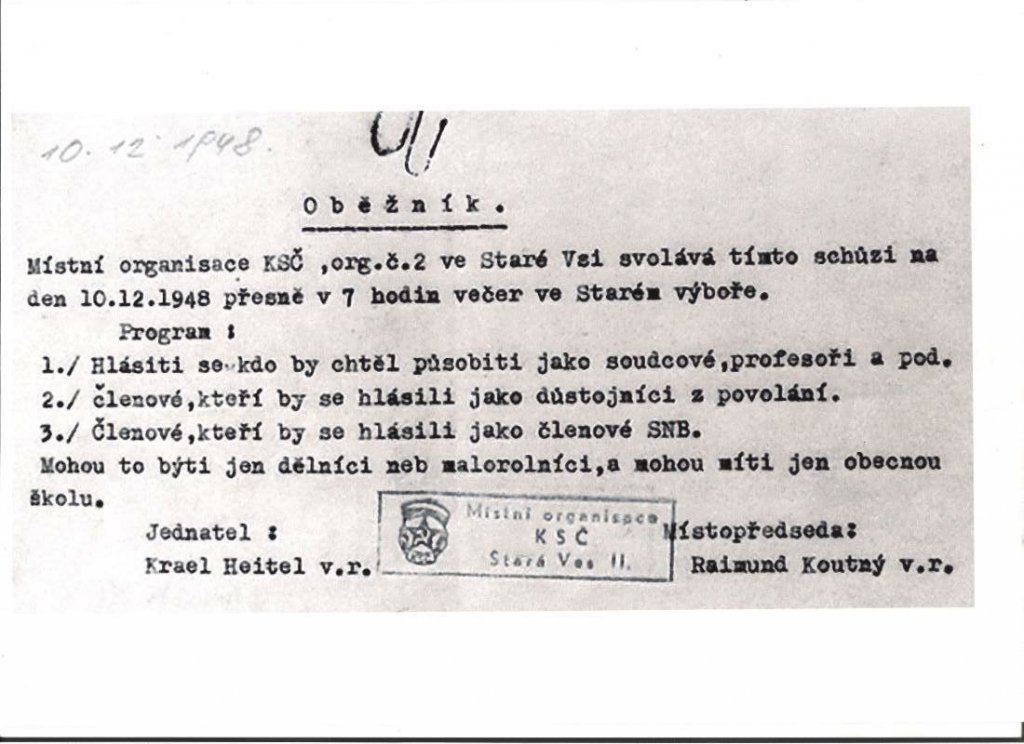 10.12.1948.
Oběžník.
Místní organisace KSČ ,org.č.2 ve Staré Vsi svolává tímto schůzi na
den 10.12.1948 přesně v 7 hodin večer ve Starém výboře.
Program :
1./ Hlásiti se kdo by chtěl působiti jako soudcové,profesoři a pod.
2./ členové,kteří by se hlásili jako důstojníci z povolání.
3./ Členové,kteří by se hlásili jako členové SNB.
Mohou to býti jen dělníci neb malorolníci,a mohou míti jen obecnou
školu.
Jednatel :
Krael Heitel v.r.
Místní organisace
KSČ
Stará Ves II.
Místopředseda:
Raimund Koutný v.r.